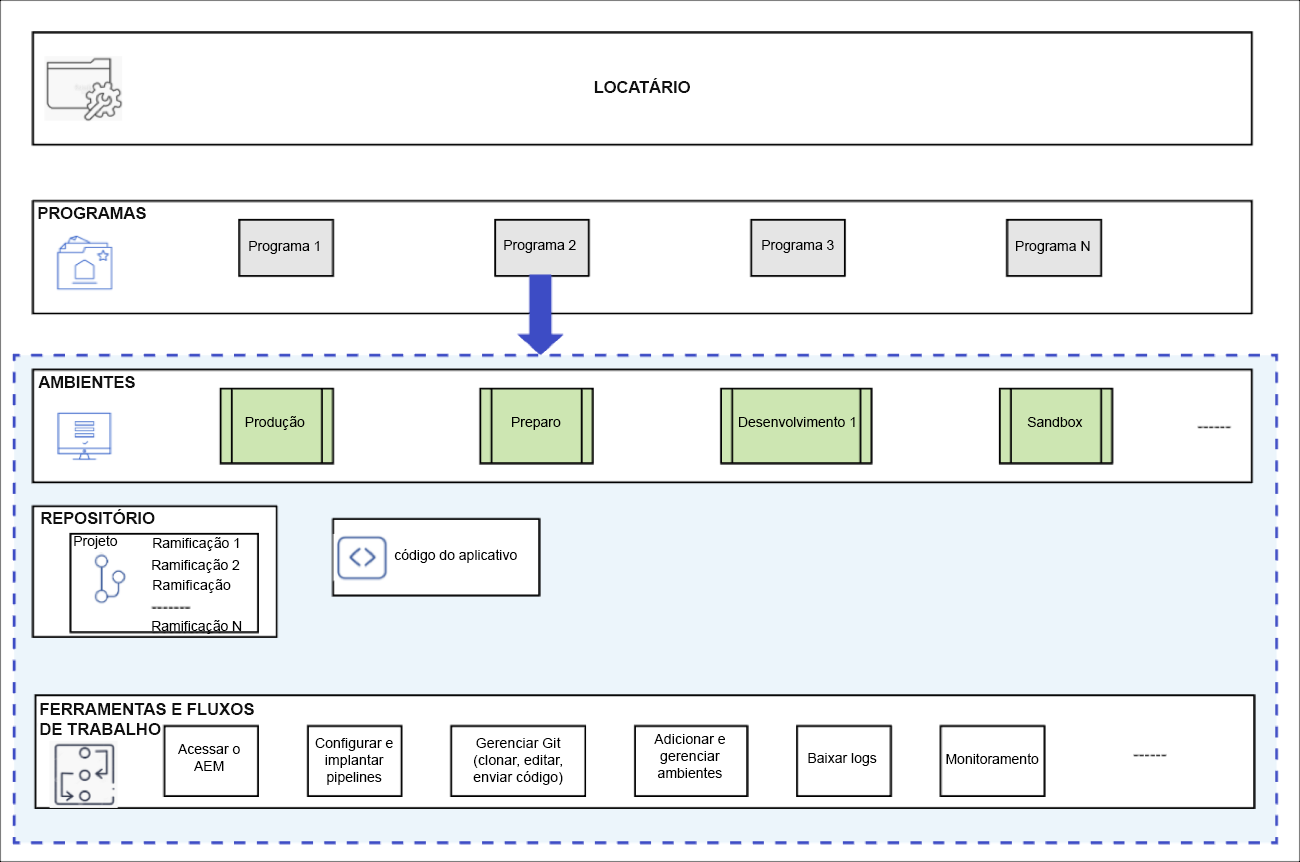 LOCATÁRIO
PROGRAMAS
Programa 1
Programa 2
Programa 3
Programa N
AMBIENTES
Produção
Preparo
Desenvolvimento 1
Sandbox
------
REPOSITÓRIO
Projeto
Ramificação 1
Ramificação 2
Ramificação
-------
Ramificação N
código do aplicativo
FERRAMENTAS E FLUXOS
DE TRABALHO
Acessar o
AEM
Configurar e
implantar
pipelines
Gerenciar Git
(clonar, editar,
enviar código)
Adicionar e
gerenciar
ambientes
Baixar logs
Monitoramento
------